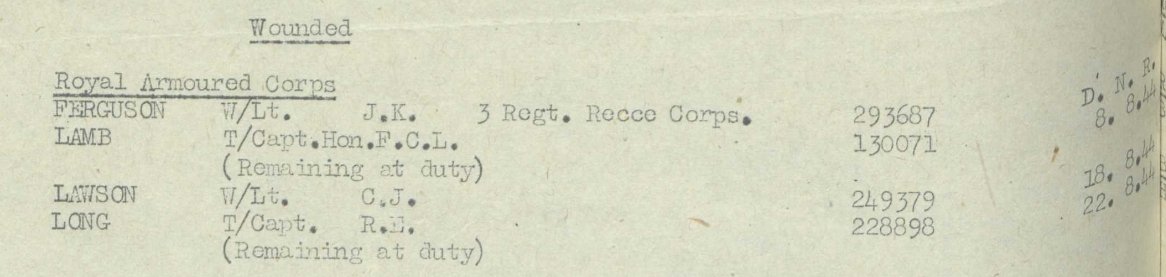 Wounded
Royal Armoured Corps
D. N. R.
FERGUSON W/Lt. J.K. 3 Regt. Recce Corps. 293687 8. 8.44
LAMB T/Capt.Hon.F.C.L. 130071
(Remaining at duty) 18. 8.44
LAWSON W/Lt. C.J. 249379 22. 8.44
LONG T/Capt. R.E. 228898
(Remaining at duty)